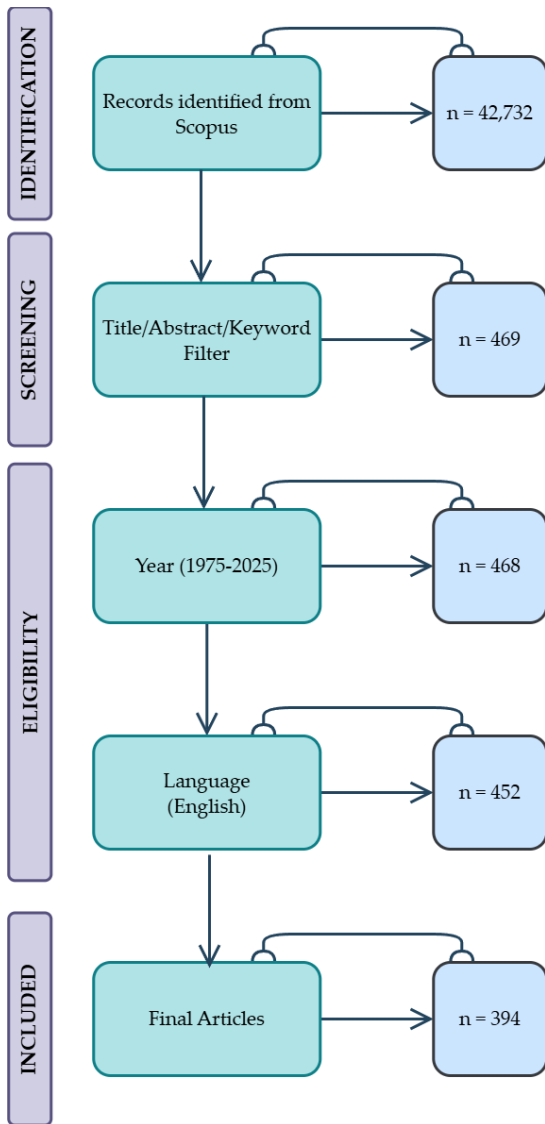 IDENTIFICATION
Records identified from
Scopus
n = 42,732
SCREENING
Title/Abstract/Keyword
Filter
n = 469
ELIGIBILITY
Year (1975-2025)
n = 468
Language
(English)
n = 452
INCLUDED
Final Articles
n = 394